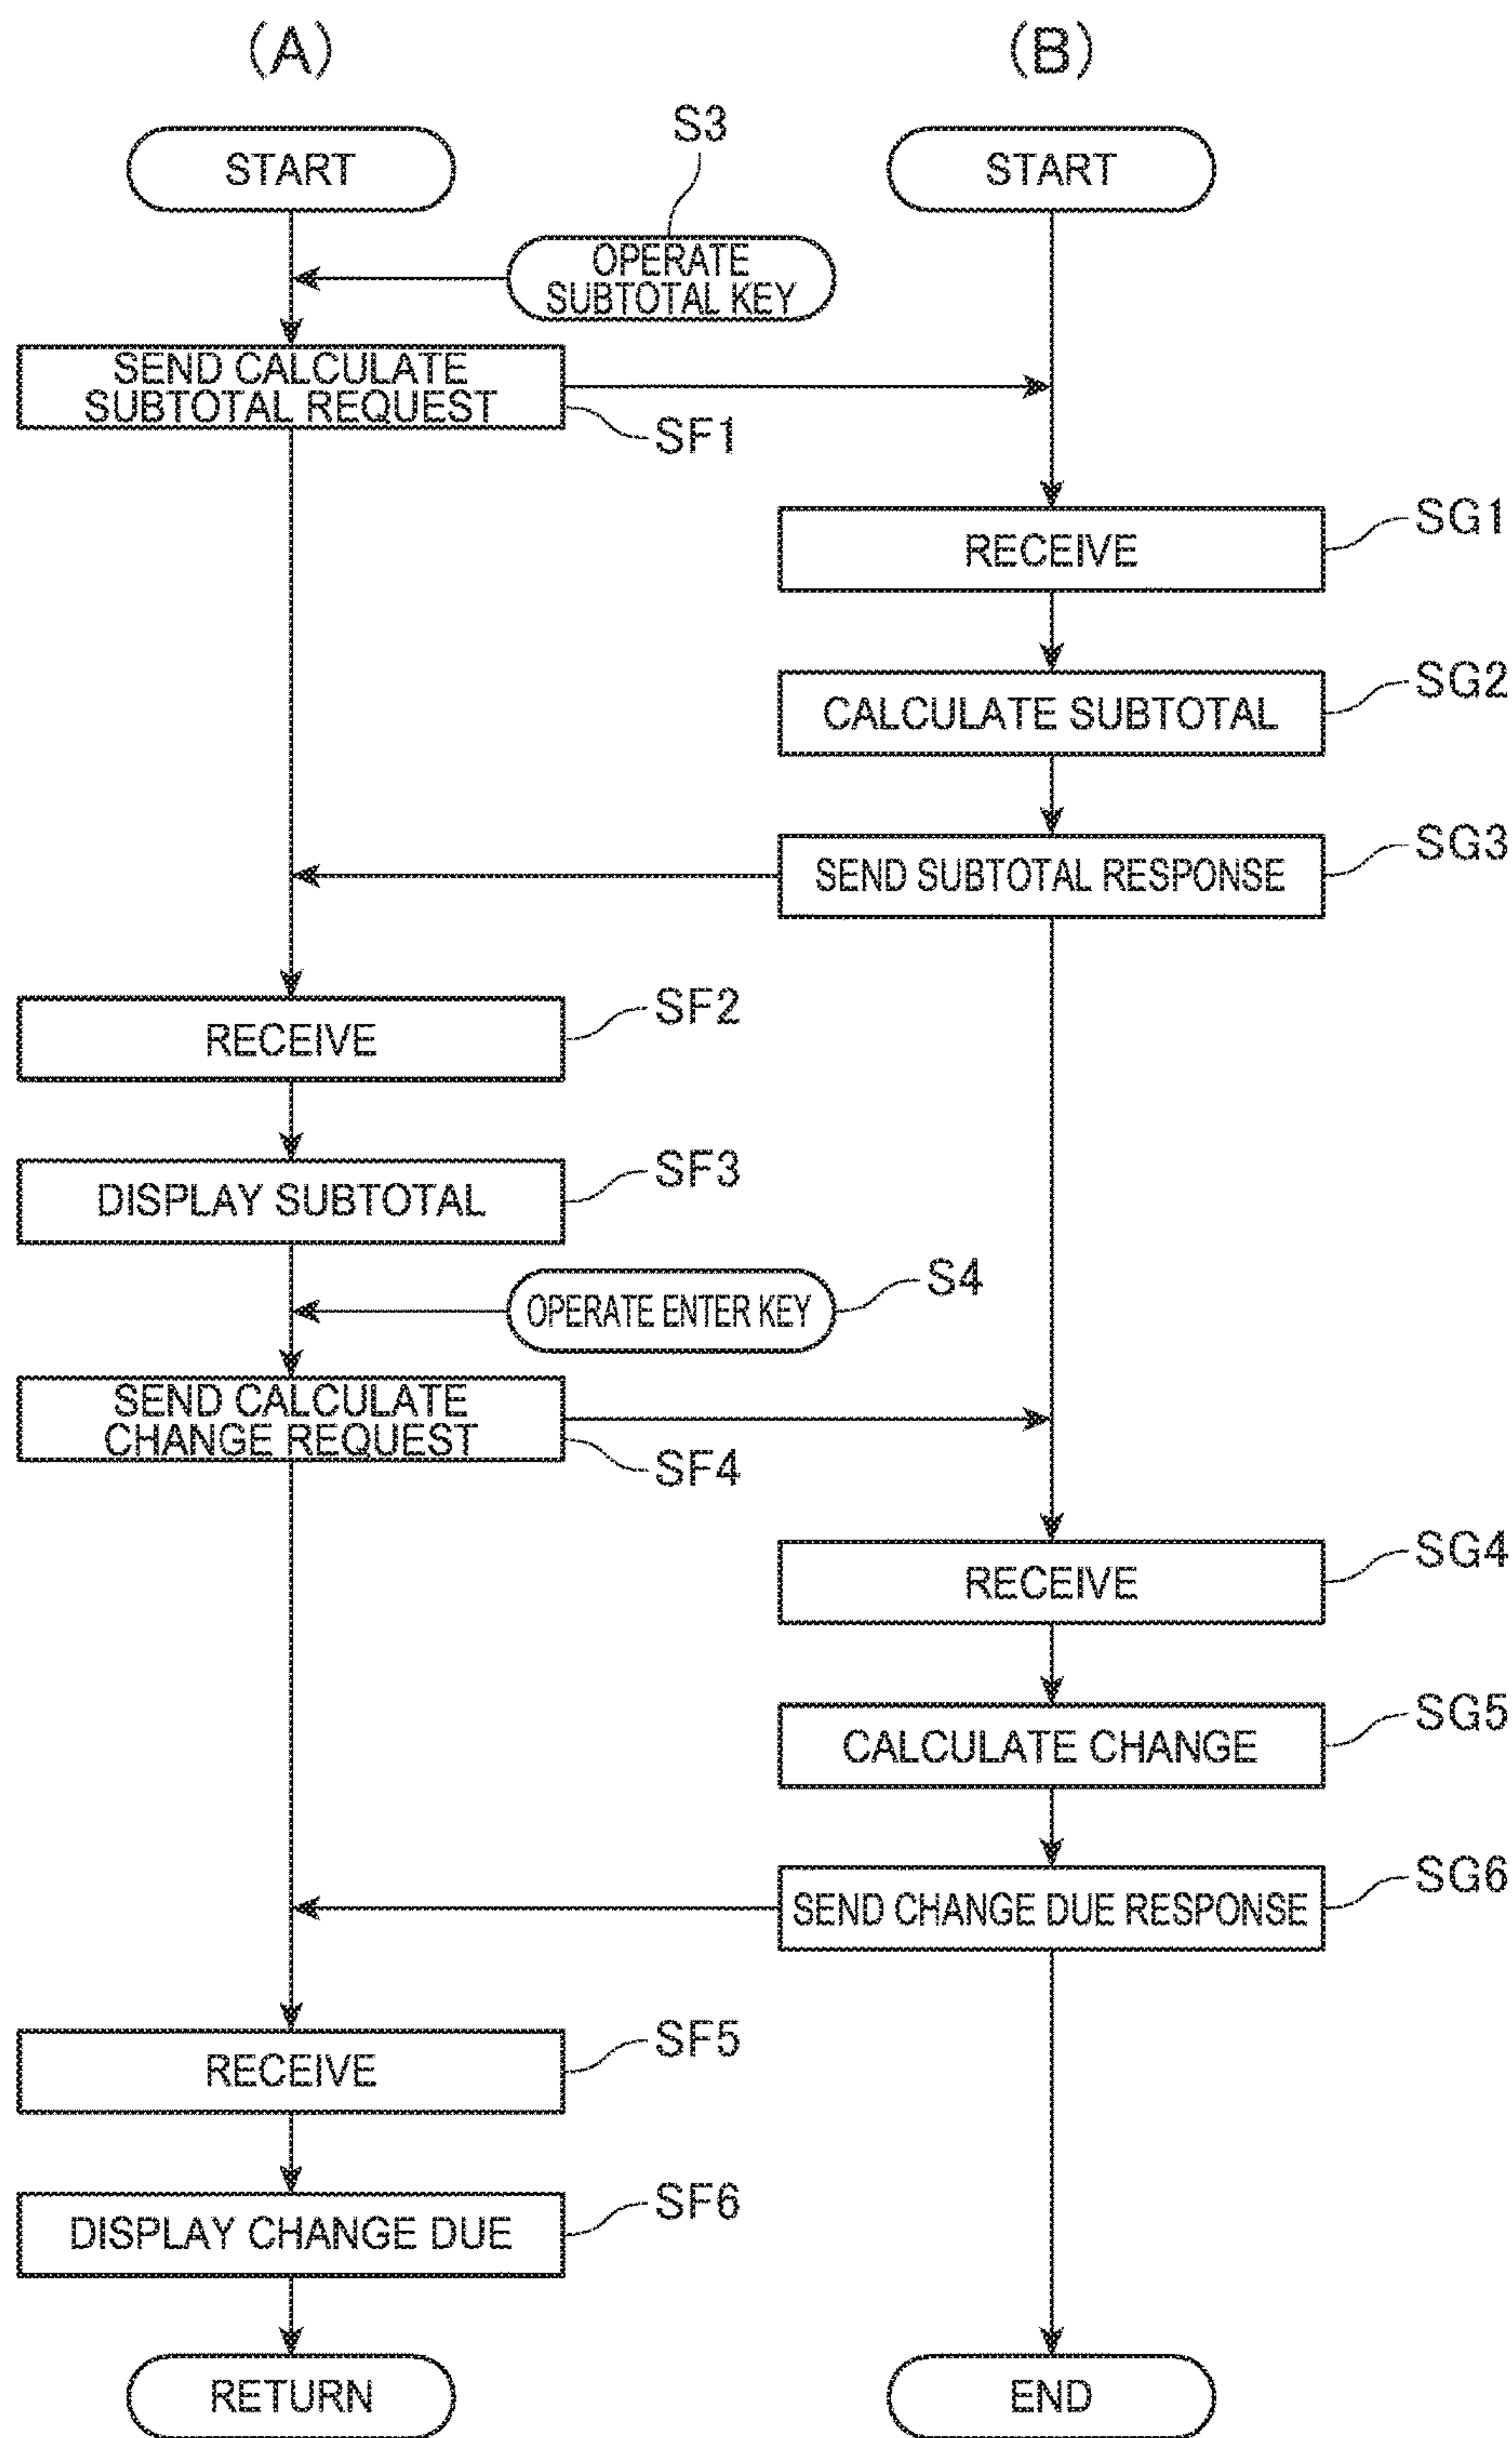 (A)
(B)
START
START
S3
OPERATE
SUBTOTAL KEY
SEND CALCULATE
SUBTOTAL REQUEST
SF1
RECEIVE
SG1
CALCULATE SUBTOTAL
SG2
SEND SUBTOTAL RESPONSE
SG3
RECEIVE
SF2
DISPLAY SUBTOTAL
SF3
OPERATE ENTER KEY
S4
SEND CALCULATE
CHANGE REQUEST
SF4
RECEIVE
SG4
CALCULATE CHANGE
SG5
SEND CHANGE DUE RESPONSE
SG6
RECEIVE
SF5
DISPLAY CHANGE DUE
SF6
RETURN
END